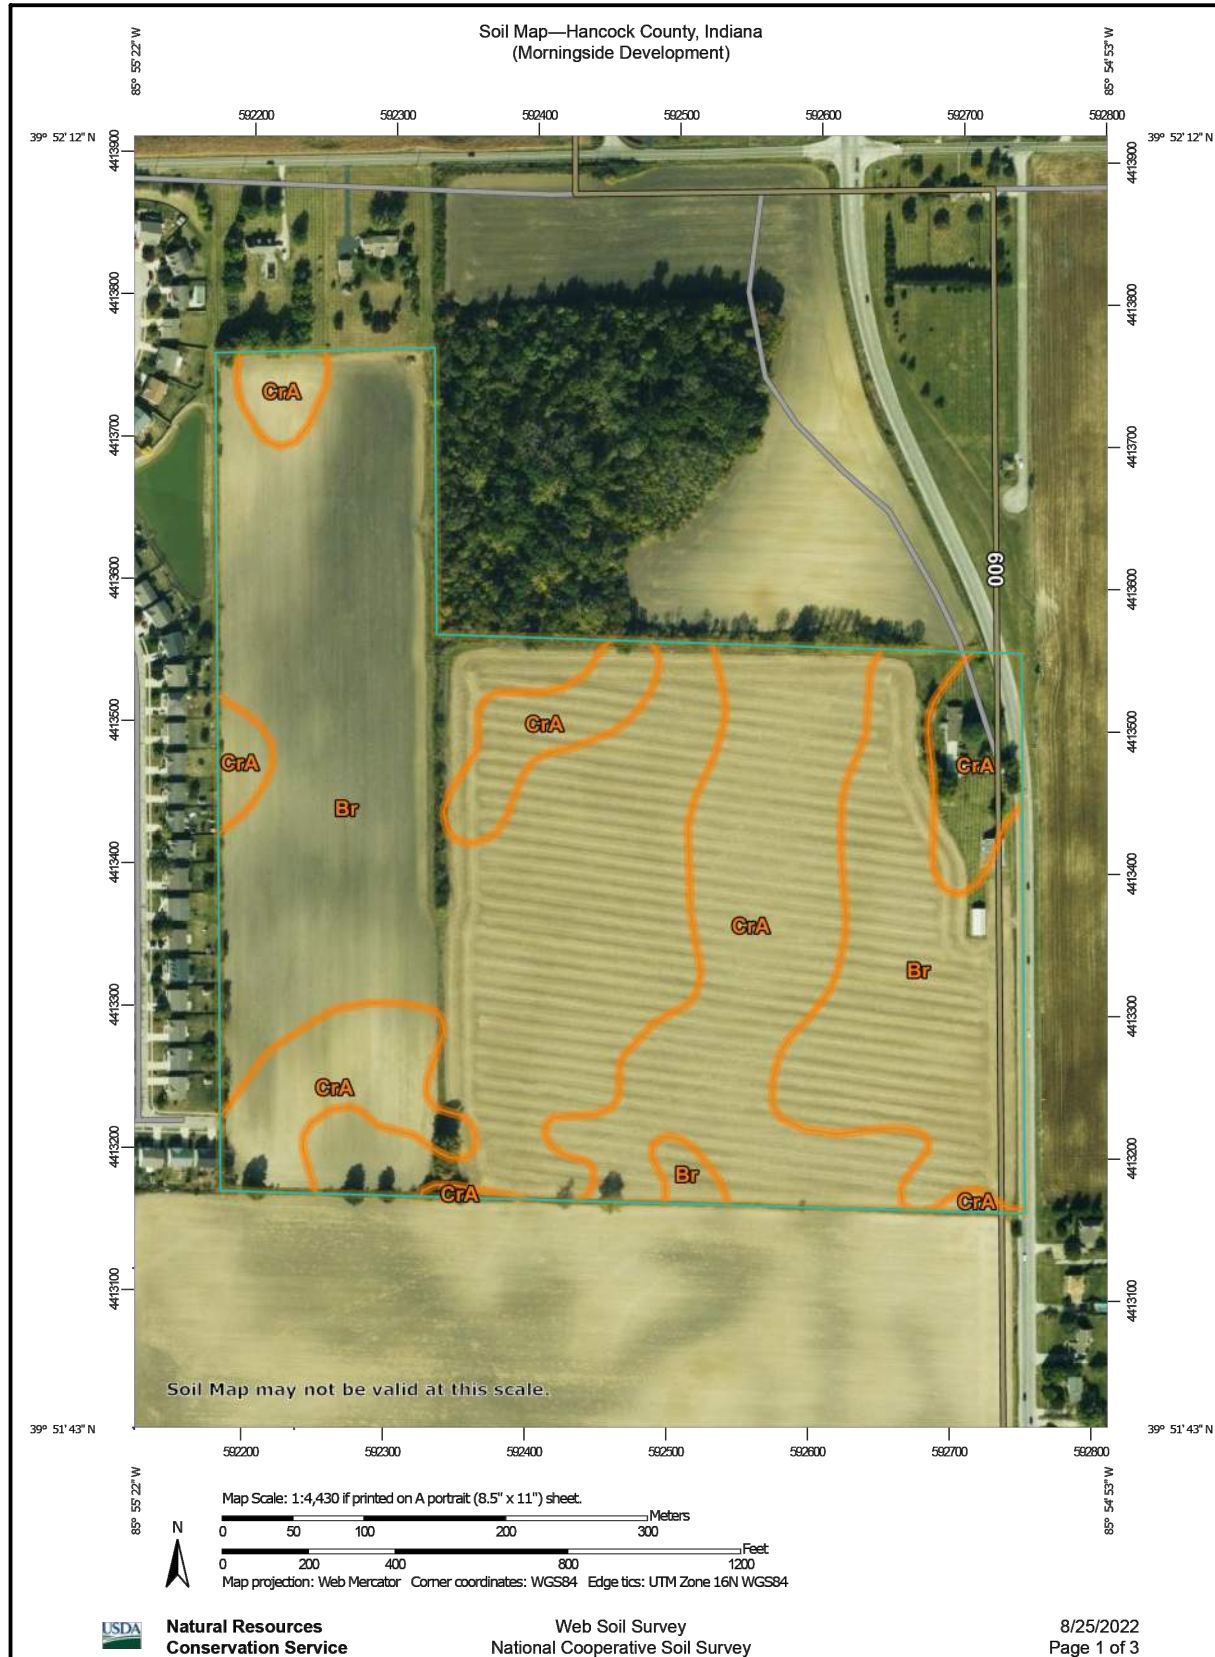 Soil Map—Hancock County, Indiana
(Morningside Development)
85° 55' 22" W
85° 54' 53" W
592200 592300 592400 592500 592600 592700 592800
39° 52' 12" N
39° 52' 12" N
4413900
4413900
4413800
4413800
CrA
4413700
4413700
600
4413600
4413600
4413500
4413500
CrA
CrA
CrA
Br
4413400
4413400
CrA
Br
4413300
4413300
CrA
4413200
4413200
Br
CrA
CrA
4413100
4413100
Soil Map may not be valid at this scale.
39° 51' 43" N
39° 51' 43" N
592200 592300 592400 592500 592600 592700 592800
85° 55' 22" W
85° 54' 53" W
Map Scale: 1:4,430 if printed on A portrait (8.5" x 11") sheet.
N
Meters
0 50 100 200 300
Feet
0 200 400 800 1200
Map projection: Web Mercator Corner coordinates: WGS84 Edge tics: UTM Zone 16N WGS84
USDA
Natural Resources
Conservation Service
Web Soil Survey
National Cooperative Soil Survey
8/25/2022
Page 1 of 3